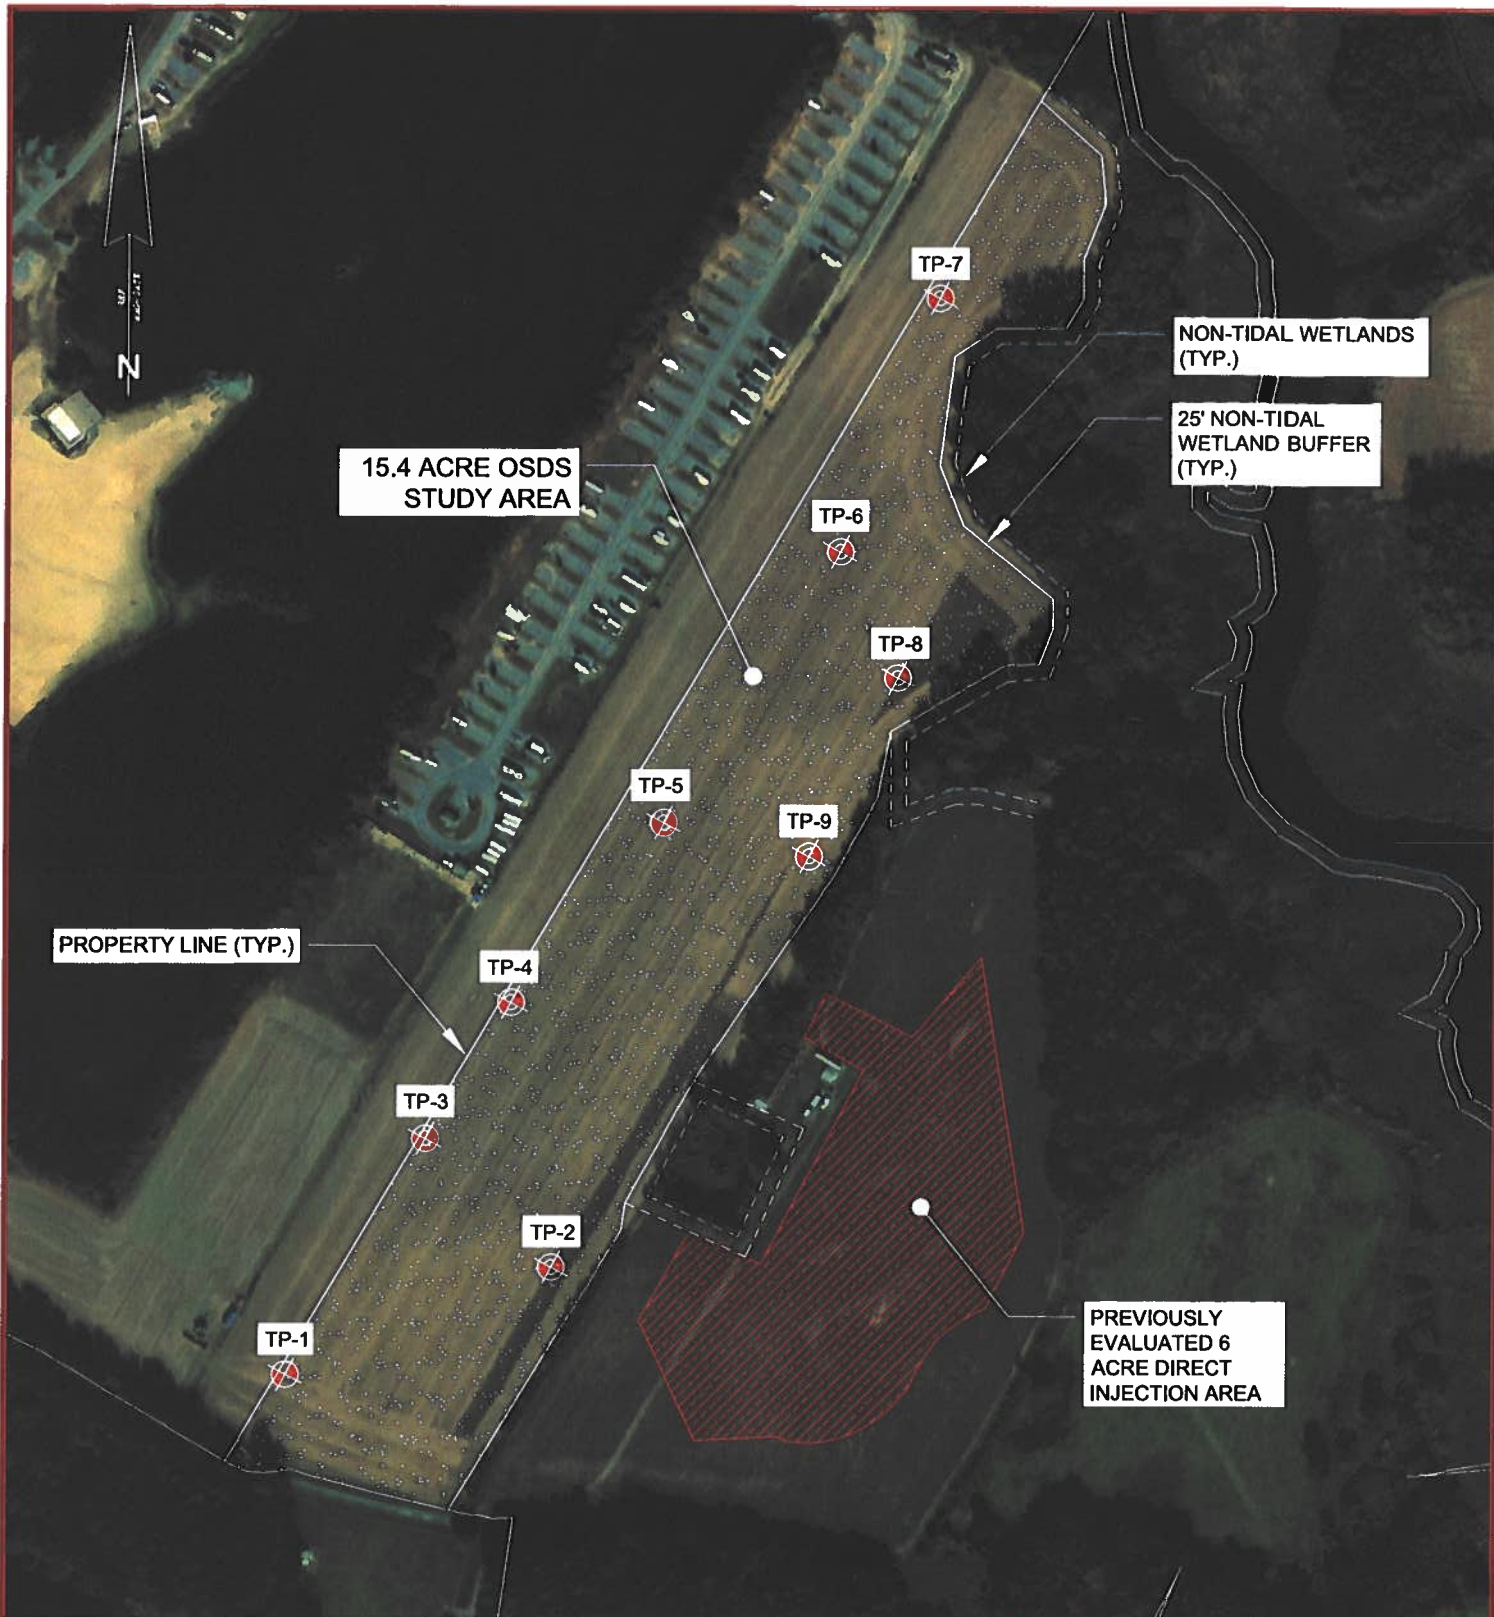 N
TP-7
NON-TIDAL WETLANDS
(TYP.)
25' NON-TIDAL
WETLAND BUFFER
(TYP.)
15.4 ACRE OSDS
STUDY AREA
TP-6
TP-8
TP-5
TP-9
PROPERTY LINE (TYP.)
TP-4
TP-3
TP-2
TP-1
PREVIOUSLY
EVALUATED 6
ACRE DIRECT
INJECTION AREA